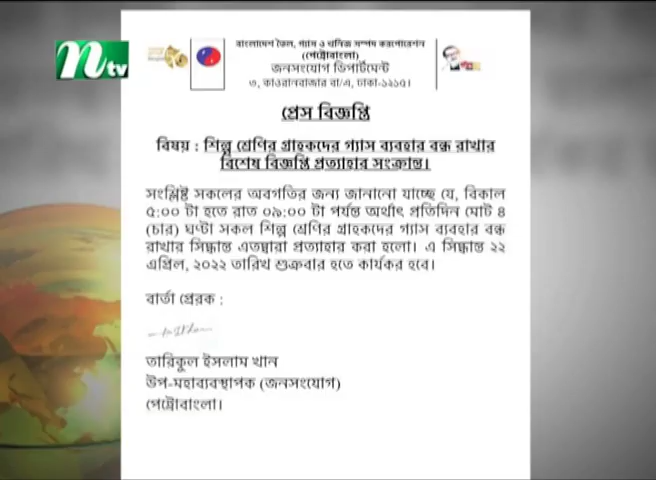 ntv
বাংলাদেশ তৈল, গ্যাস ও খনিজ সম্পদ করপোরেশন
(পেট্রোবাংলা)
জনসংযোগ ডিপার্টমেন্ট
৩, কাওরানবাজার বা/এ, ঢাকা-১২১৫।
প্রেস বিজ্ঞপ্তি
বিষয় : শিল্প শ্রেণির গ্রাহকদের গ্যাস ব্যবহার বন্ধ রাখার
বিশেষ বিজ্ঞপ্তি প্রত্যাহার সংক্রান্ত।
সংশ্লিষ্ট সকলের অবগতির জন্য জানানো যাচ্ছে যে, বিকাল
৫:০০ টা হতে রাত ০৯:০০ টা পর্যন্ত অর্থাৎ প্রতিদিন মোট ৪
(চার) ঘণ্টা সকল শিল্প শ্রেণির গ্রাহকদের গ্যাস ব্যবহার বন্ধ
রাখার সিদ্ধান্ত এতদ্বারা প্রত্যাহার করা হলো। এ সিদ্ধান্ত ২২
এপ্রিল, ২০২২ তারিখ শুক্রবার হতে কার্যকর হবে।
বার্তা প্রেরক :
তারিকুল ইসলাম খান
উপ-মহাব্যবস্থাপক (জনসংযোগ)
পেট্রোবাংলা।